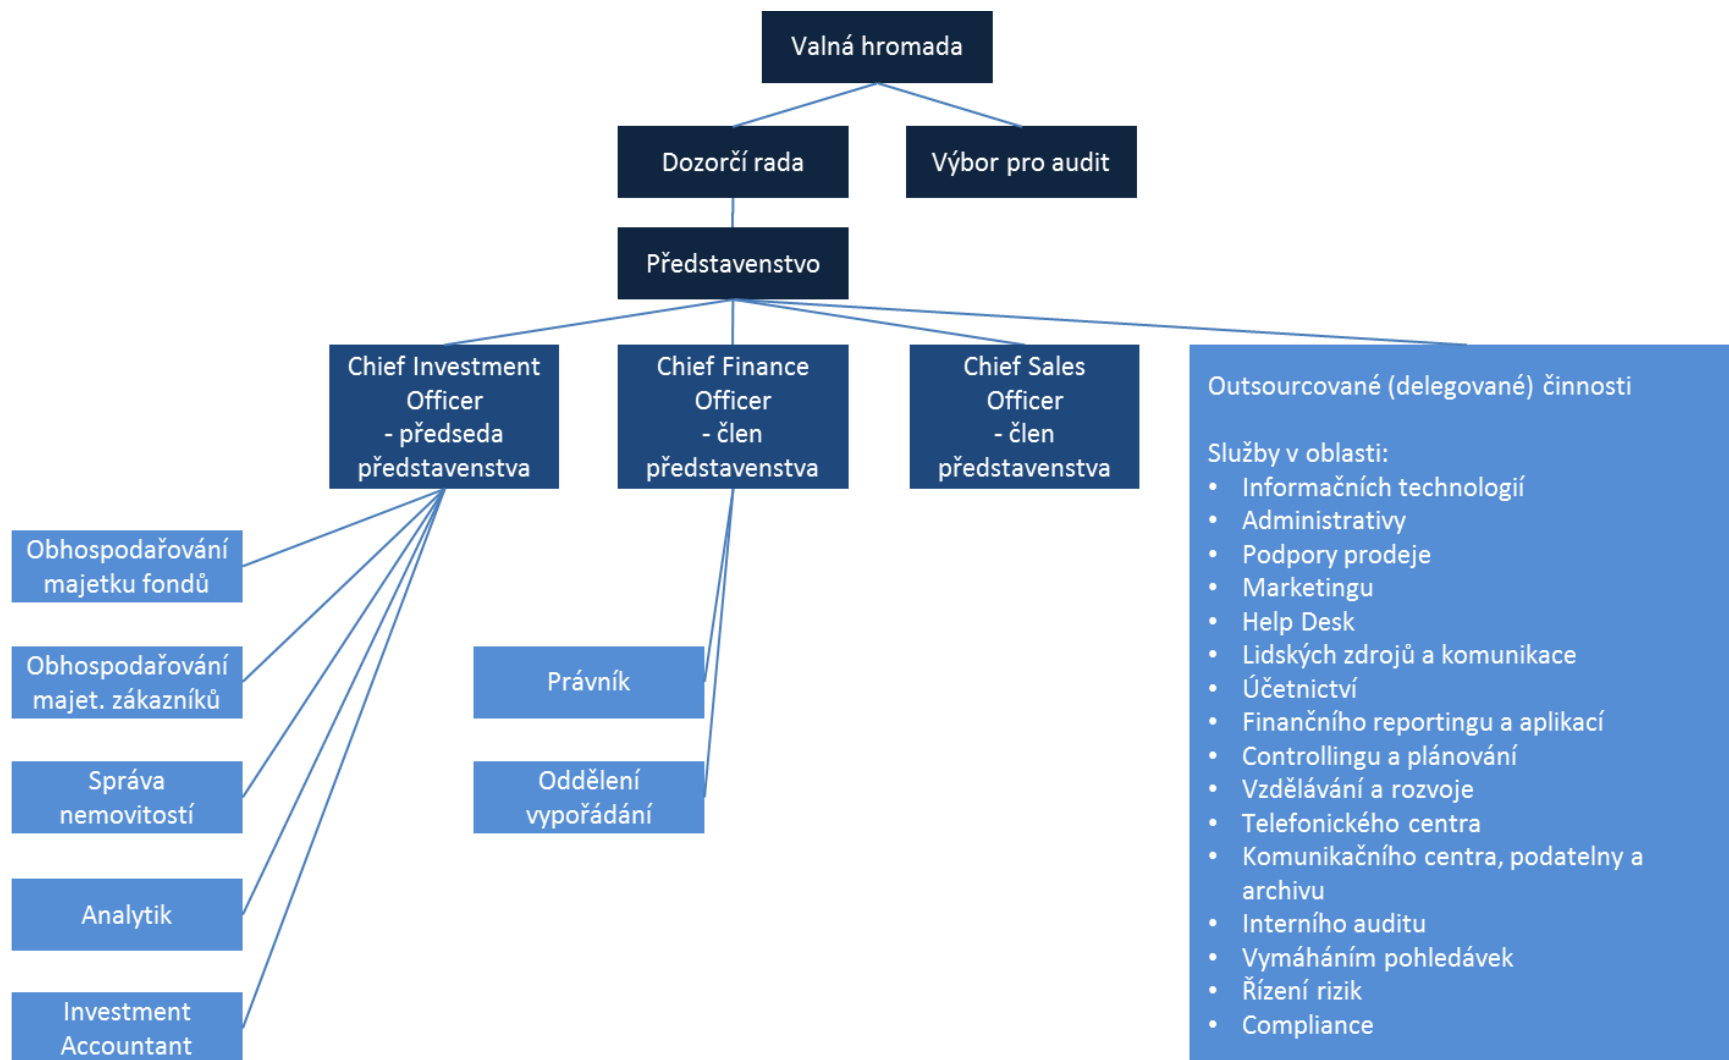 Valná hromada
Dozorčí rada
Výbor pro audit
Představenstvo
Chief Investment
Officer
- předseda
představenstva
Chief Finance
Officer
- člen
představenstva
Chief Sales
Officer
- člen
představenstva
Outsourcované (delegované) činnosti
Služby v oblasti:
• Informačních technologií
• Administrativy
• Podpory prodeje
• Marketingu
• Help Desk
• Lidských zdrojů a komunikace
• Účetnictví
• Finančního reportingu a aplikací
• Controllingu a plánování
• Vzdělávání a rozvoje
• Telefonického centra
• Komunikačního centra, podatelny a
archivu
• Interního auditu
• Vymáháním pohledávek
• Řízení rizik
• Compliance
Obhospodařování
majetku fondů
Obhospodařování
majet. zákazníků
Správa
nemovitostí
Analytik
Investment
Accountant
Právník
Oddělení
vypořádání